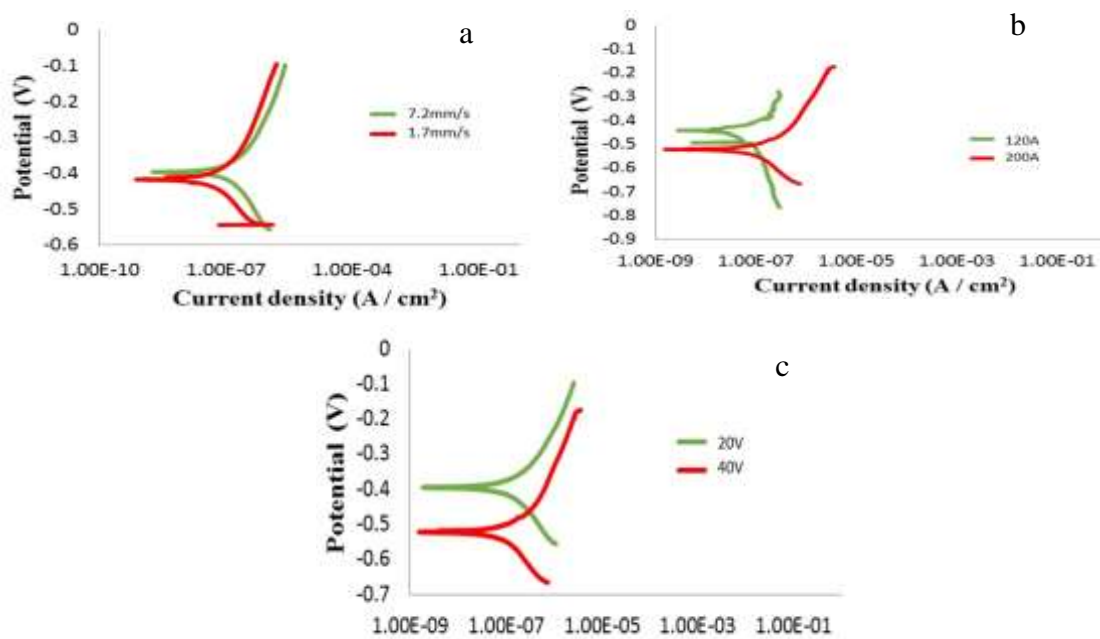 a
0
-0.1
-0.2
-0.3
-0.4
-0.5
-0.6
Potential (V)
7.2mm/s
1.7mm/s
1.00E-10 1.00E-07 1.00E-04 1.00E-01
Current density (A / cm²)
b
0
-0.1
-0.2
-0.3
-0.4
-0.5
-0.6
-0.7
-0.8
-0.9
Potential (V)
120A
200A
1.00E-09 1.00E-07 1.00E-05 1.00E-03 1.00E-01
Current density (A / cm²)
c
0
-0.1
-0.2
-0.3
-0.4
-0.5
-0.6
-0.7
Potential (V)
20V
40V
1.00E-09 1.00E-07 1.00E-05 1.00E-03 1.00E-01